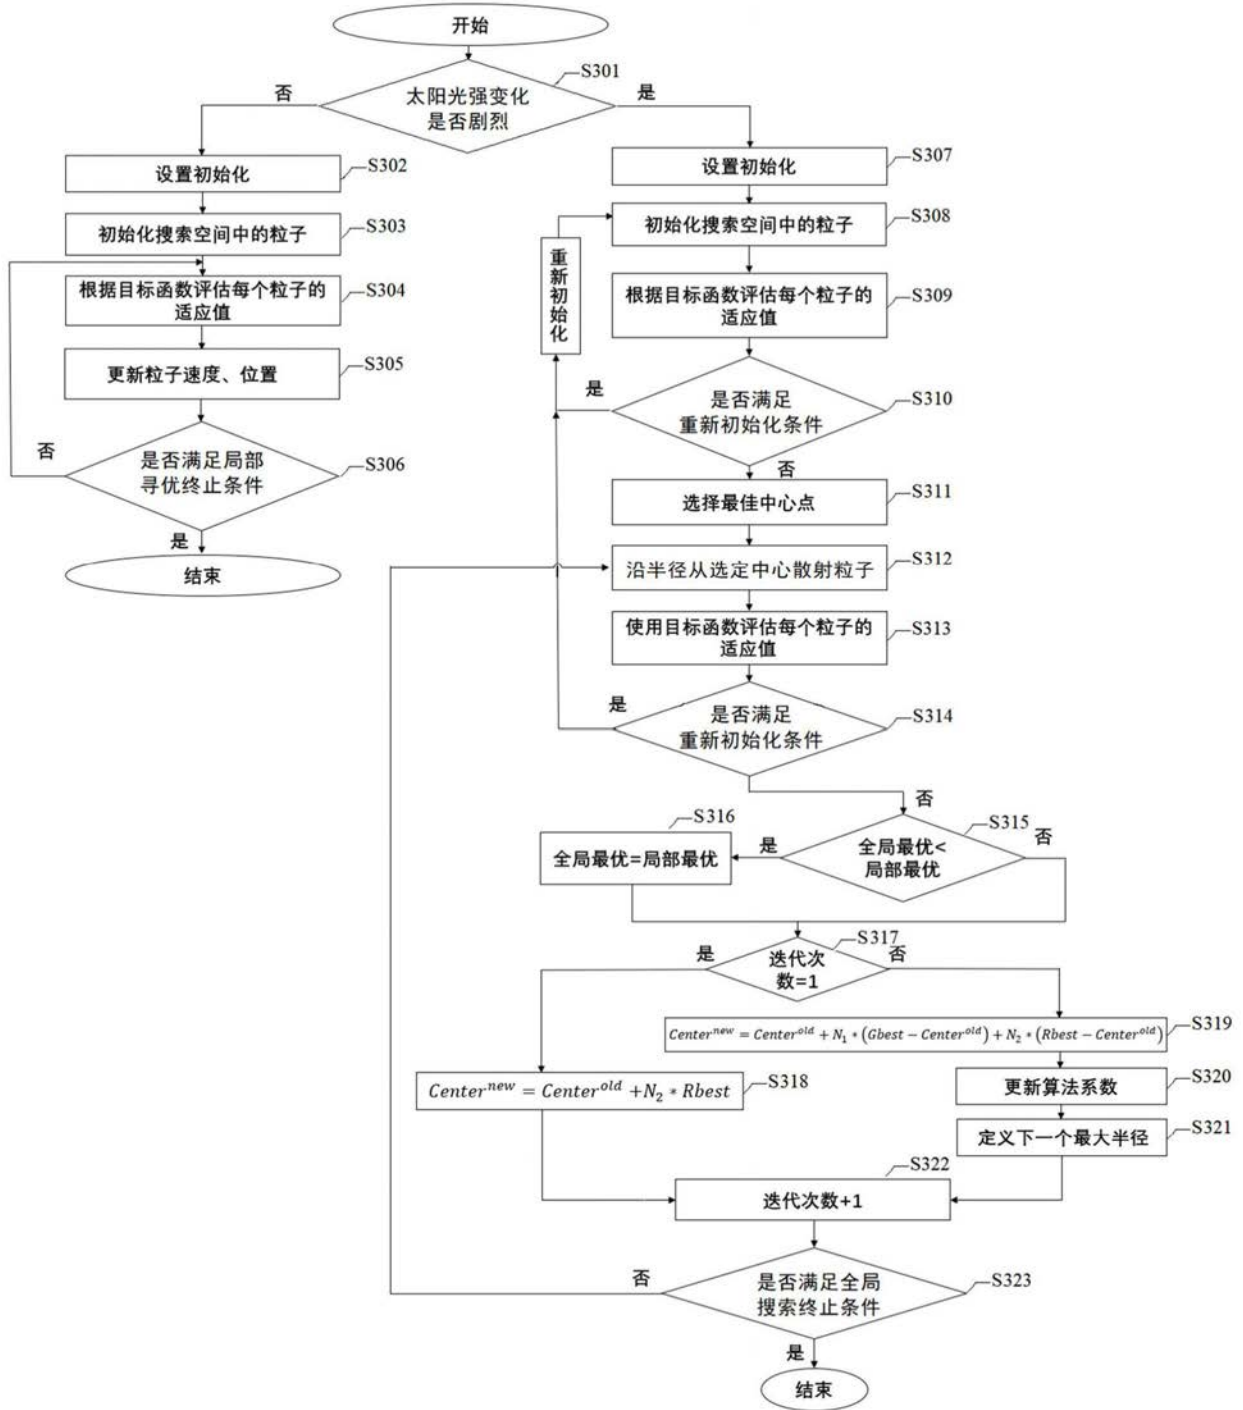 开始
S301
太阳光强变化
是否剧烈
否
是
设置初始化
S302
初始化搜索空间中的粒子
S303
根据目标函数评估每个粒子的
适应值
S304
更新粒子速度、位置
S305
是否满足局部
寻优终止条件
S306
否
是
结束
设置初始化
S307
初始化搜索空间中的粒子
S308
重新初始化
根据目标函数评估每个粒子的
适应值
S309
是
是否满足
重新初始化条件
S310
否
选择最佳中心点
S311
沿半径从选定中心散射粒子
S312
使用目标函数评估每个粒子的
适应值
S313
是
是否满足
重新初始化条件
S314
否
全局最优<
局部最优
S315
是
否
S316
全局最优=局部最优
S317
迭代次
数=1
是
否
Center^{new} = Center^{old} + N_1 * (Gbest − Center^{old}) + N_2 * (Rbest − Center^{old})
S319
Center^{new} = Center^{old} +N_2 * Rbest
S318
更新算法系数
S320
定义下一个最大半径
S321
S322
迭代次数+1
否
是否满足全局
搜索终止条件
S323
是
结束